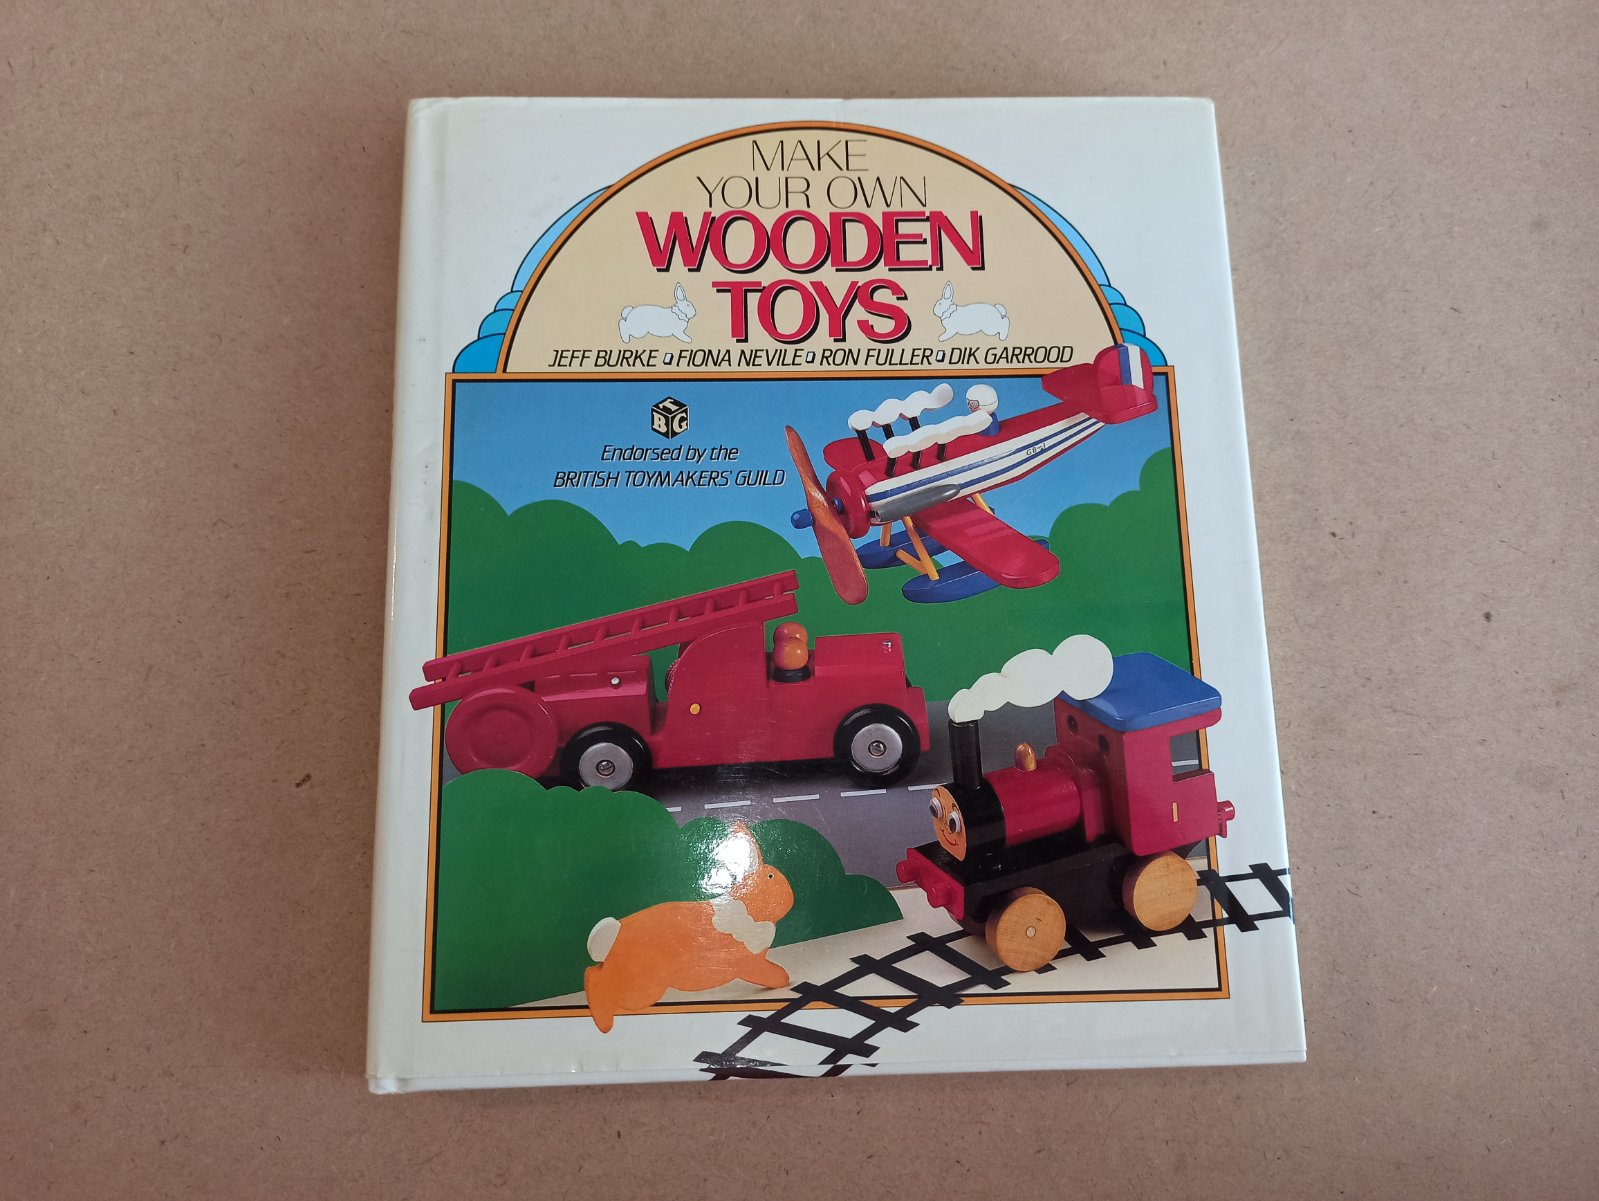 MAKE
YOUR OWN
WOODEN
TOYS
JEFF BURKE ▫ FIONA NEVILE ▫ RON FULLER ▫ DIK GARROOD
B T G
Endorsed by the
BRITISH TOYMAKERS' GUILD